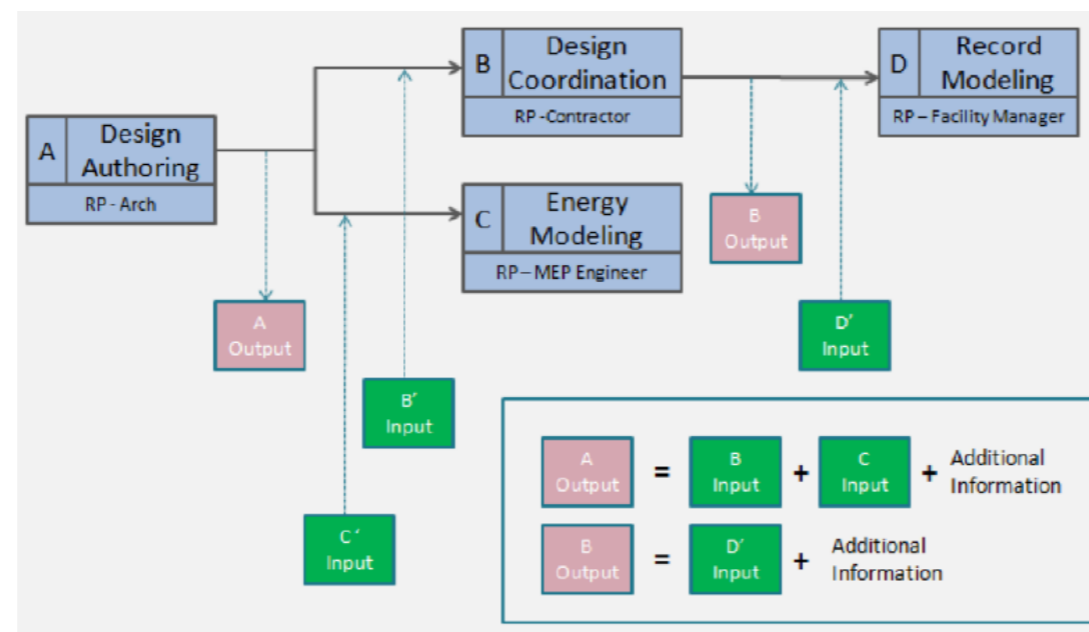 A
Design
Authoring
RP - Arch
B
Design
Coordination
RP -Contractor
C
Energy
Modeling
RP – MEP Engineer
D
Record
Modeling
RP – Facility Manager
A
Output
B
Output
B′
Input
C ′
Input
D′
Input
A
Output
=
B
Input
+
C
Input
+
Additional
Information
B
Output
=
D′
Input
+
Additional
Information